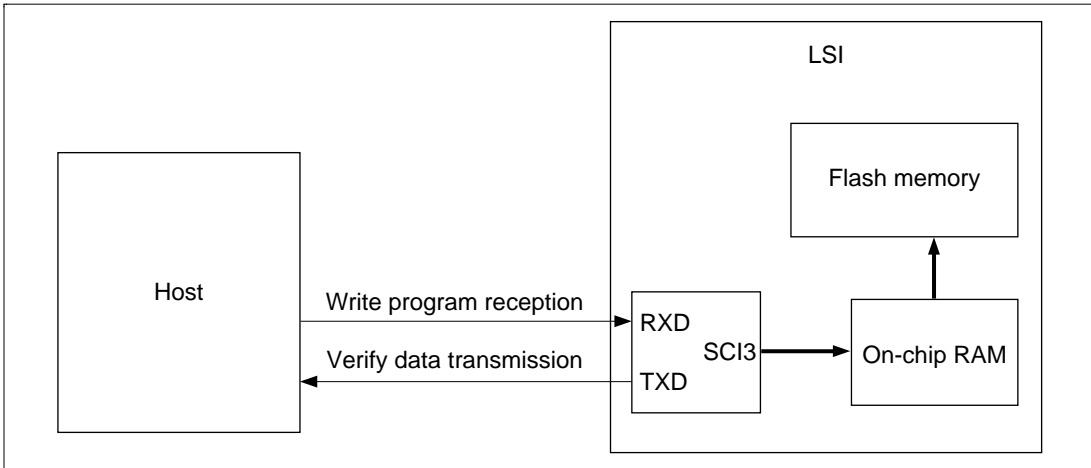 LSI
Flash memory
Host
Write program reception
RXD
SCI3
On-chip RAM
Verify data transmission
TXD